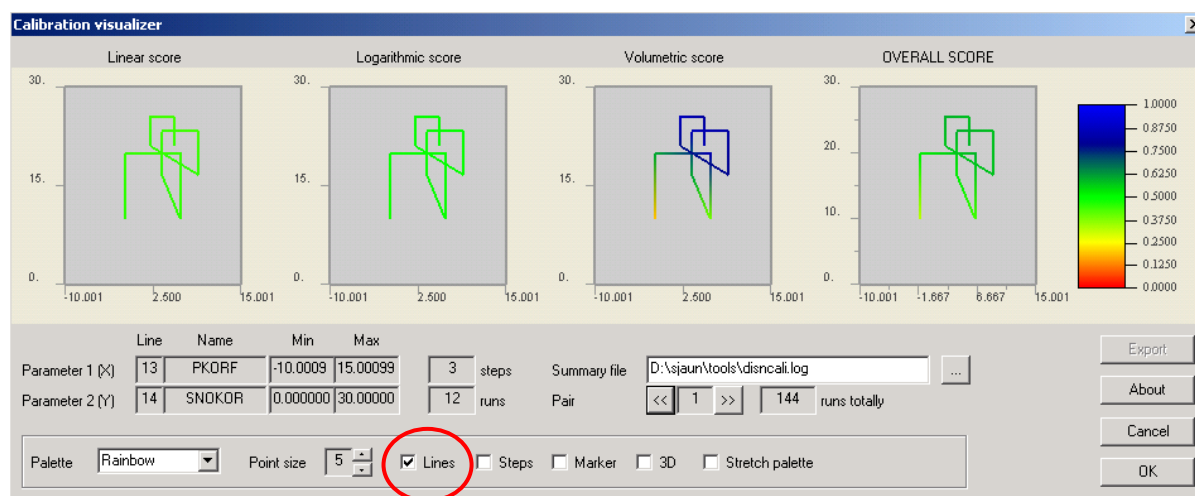 Calibration visualizer
Linear score
Logarithmic score
Volumetric score
OVERALL SCORE
30.
15.
0.
-10.001 2.500 15.001
30.
15.
0.
-10.001 2.500 15.001
30.
15.
0.
-10.001 2.500 15.001
30.
20.
10.
0.
-10.001 -1.667 6.667 15.001
1.0000
0.8750
0.7500
0.6250
0.5000
0.3750
0.2500
0.1250
0.0000
Line Name Min Max
Parameter 1 (X) 13 PKORF -10.0009 15.00099 3 steps Summary file D:\sjaun\tools\disncali.log ...
Parameter 2 (Y) 14 SNOKOR 0.000000 30.00000 12 runs Pair << 1 >> 144 runs totally
Palette Rainbow Point size 5 Lines Steps Marker 3D Stretch palette
Export
About
Cancel
OK